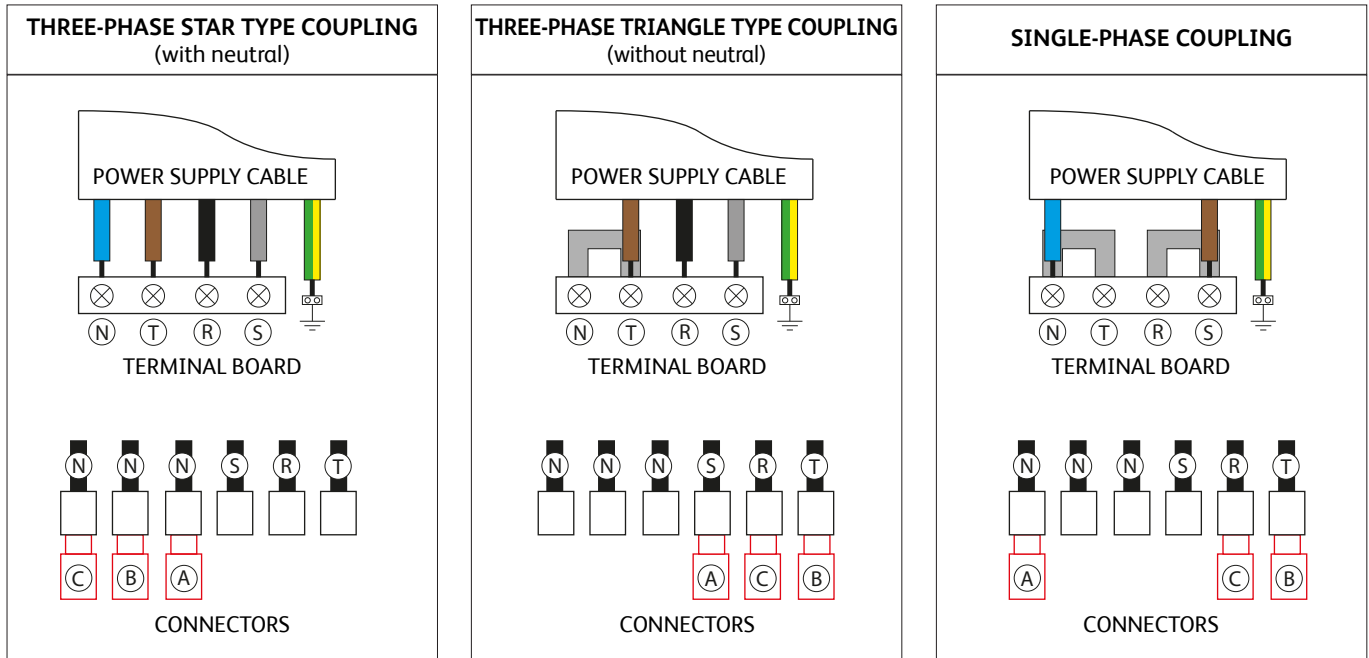 THREE-PHASE STAR TYPE COUPLING
(with neutral)
POWER SUPPLY CABLE
N T R S
TERMINAL BOARD
N N N S R T
C B A
CONNECTORS
THREE-PHASE TRIANGLE TYPE COUPLING
(without neutral)
POWER SUPPLY CABLE
N T R S
TERMINAL BOARD
N N N S R T
A C B
CONNECTORS
SINGLE-PHASE COUPLING
POWER SUPPLY CABLE
N T R S
TERMINAL BOARD
N N N S R T
A C B
CONNECTORS